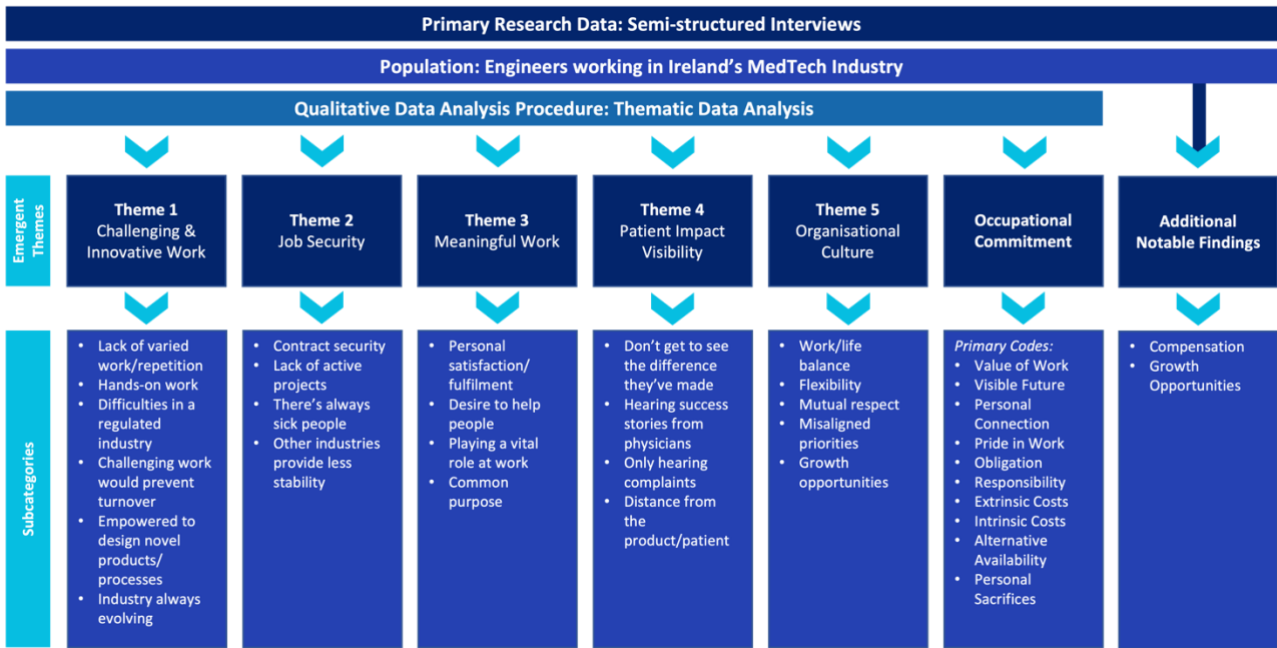 Primary Research Data: Semi-structured Interviews
Population: Engineers working in Ireland's MedTech Industry
Qualitative Data Analysis Procedure: Thematic Data Analysis
Emergent
Themes
Theme 1
Challenging &
Innovative Work
Theme 2
Job Security
Theme 3
Meaningful Work
Theme 4
Patient Impact
Visibility
Theme 5
Organisational
Culture
Occupational
Commitment
Additional
Notable Findings
Subcategories
• Lack of varied
work/repetition
• Hands-on work
• Difficulties in a
regulated
industry
• Challenging work
would prevent
turnover
• Empowered to
design novel
products/
processes
• Industry always
evolving
• Contract security
• Lack of active
projects
• There's always
sick people
• Other industries
provide less
stability
• Personal
satisfaction/
fulfilment
• Desire to help
people
• Playing a vital
role at work
• Common
purpose
• Don't get to see
the difference
they've made
• Hearing success
stories from
physicians
• Only hearing
complaints
• Distance from
the
product/patient
• Work/life
balance
• Flexibility
• Mutual respect
• Misaligned
priorities
• Growth
opportunities
Primary Codes:
• Value of Work
• Visible Future
• Personal
Connection
• Pride in Work
• Obligation
• Responsibility
• Extrinsic Costs
• Intrinsic Costs
• Alternative
Availability
• Personal
Sacrifices
• Compensation
• Growth
Opportunities